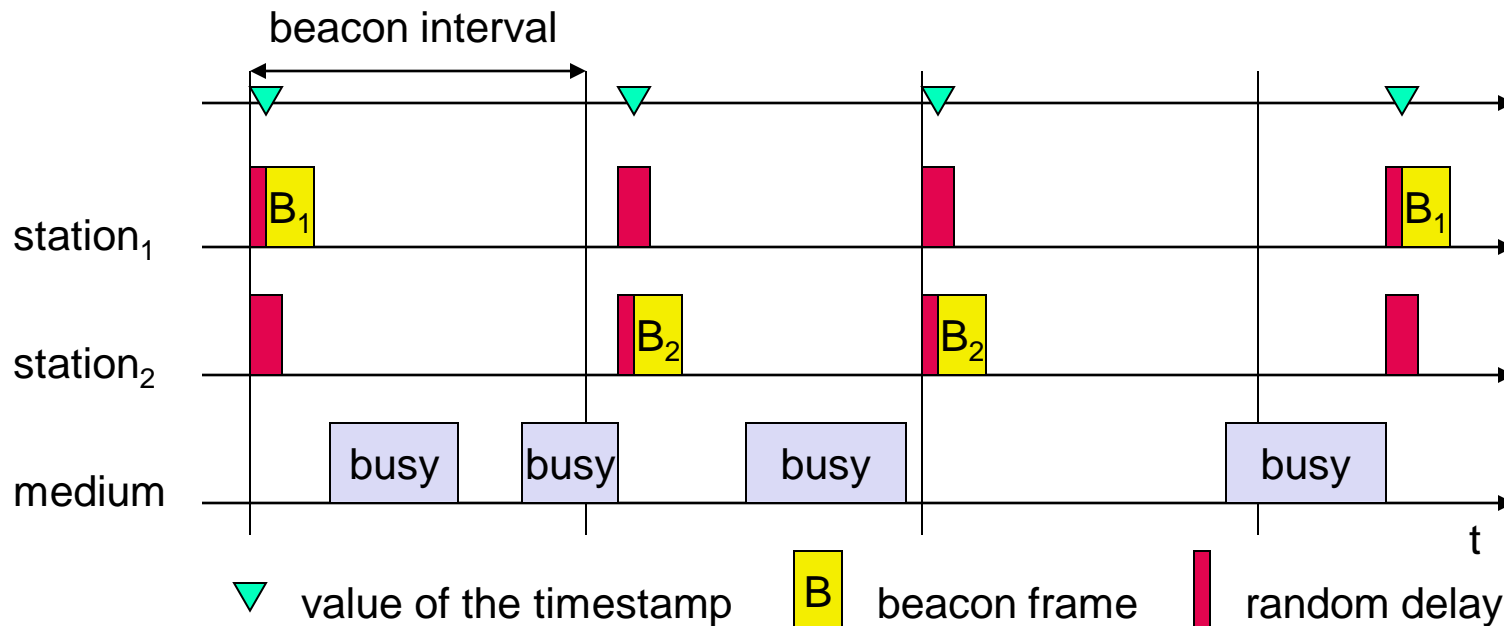 beacon interval
B₁ B₁
station₁
B₂ B₂
station₂
busy busy busy busy
medium
t
value of the timestamp B beacon frame random delay